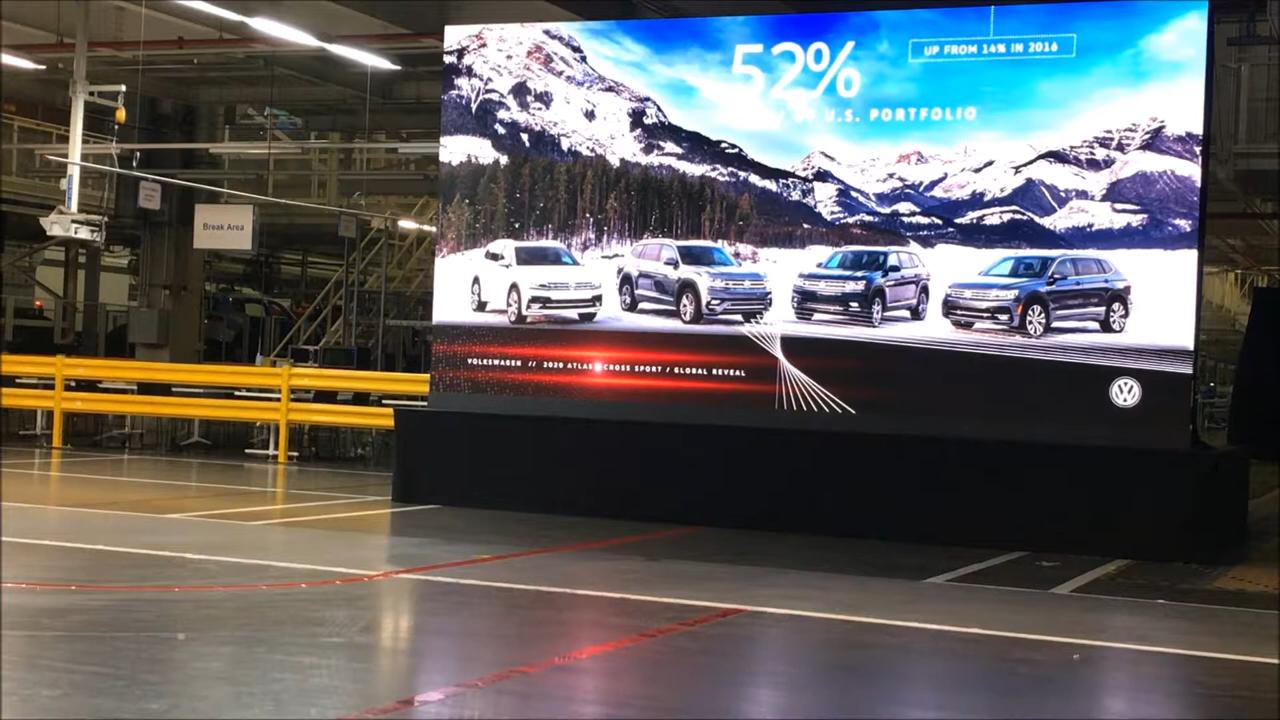 52%
UP FROM 14% IN 2016
U.S. PORTFOLIO
Break Area
VOLKSWAGEN // 2020 ATLAS CROSS SPORT / GLOBAL REVEAL